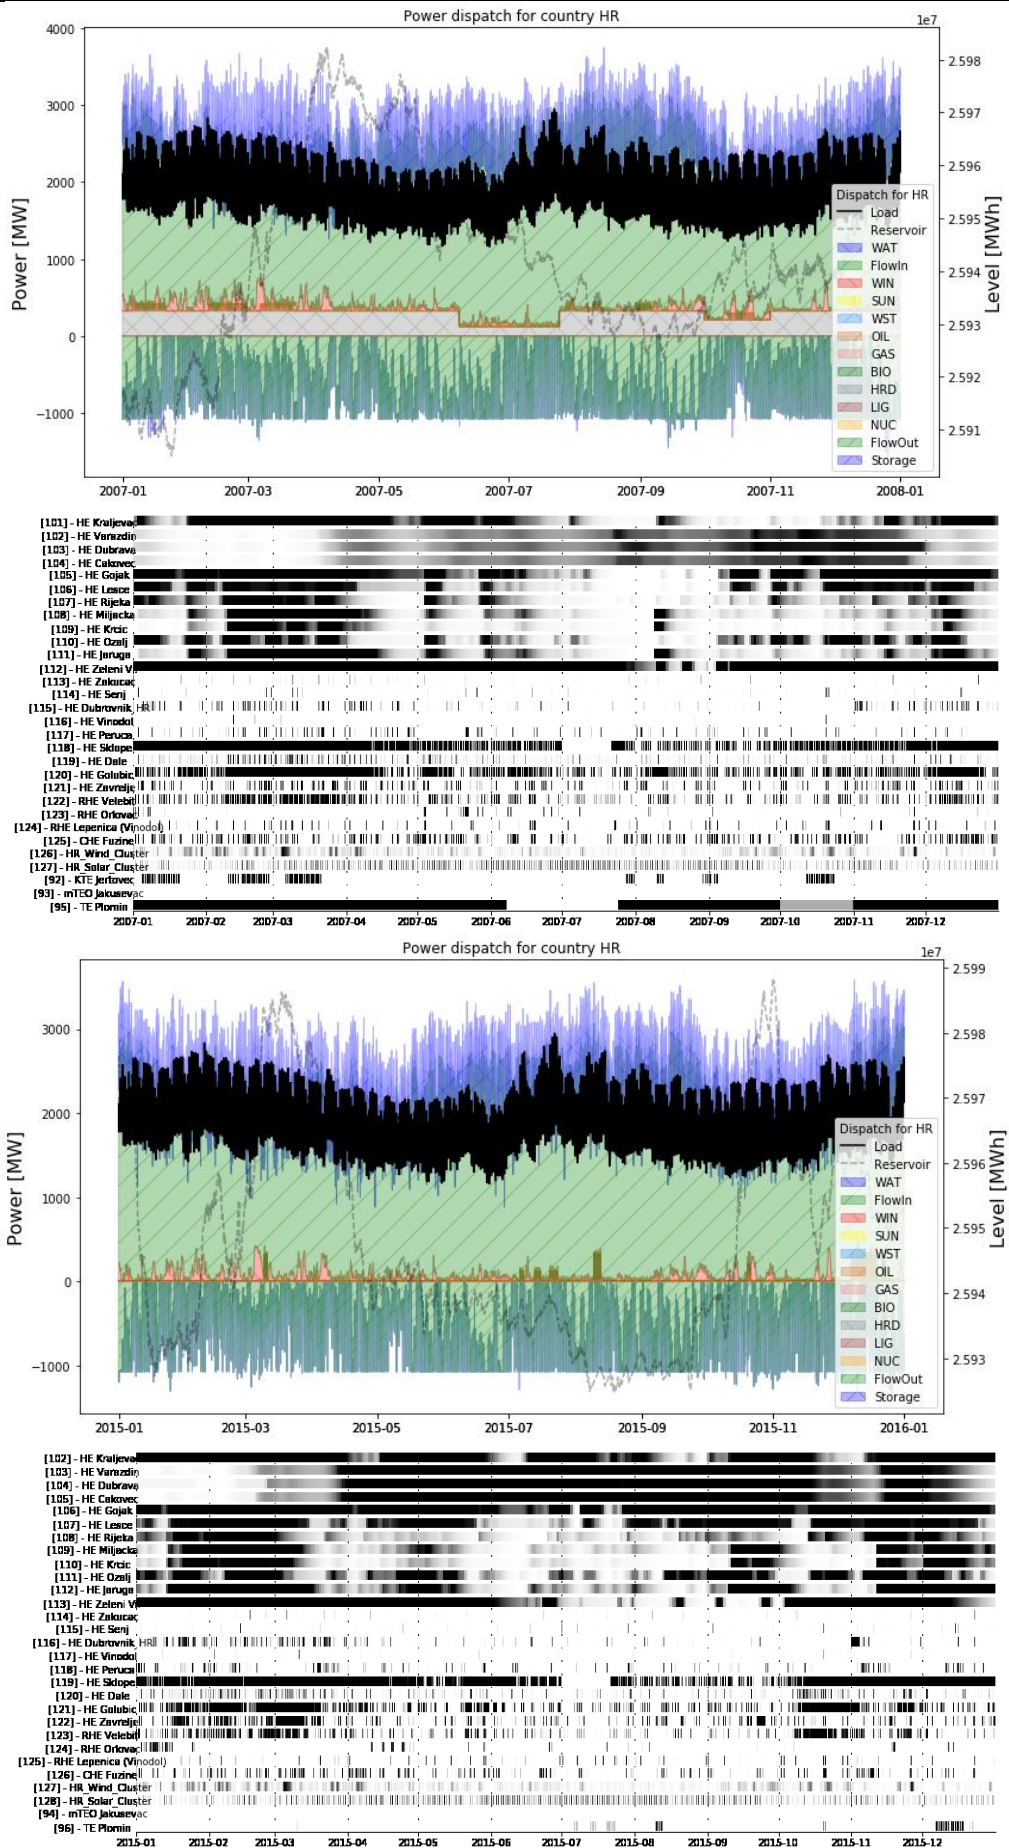 Power dispatch for country HR
1e7
4000
3000
2000
1000
0
−1000
Power [MW]
2.598
2.597
2.596
2.595
2.594
2.593
2.592
2.591
Level [MWh]
Dispatch for HR
Load
Reservoir
WAT
FlowIn
WIN
SUN
WST
OIL
GAS
BIO
HRD
LIG
NUC
FlowOut
Storage
2007-01 2007-03 2007-05 2007-07 2007-09 2007-11 2008-01
[101] - HE Kraljevac
[102] - HE Varazdin
[103] - HE Dubrava
[104] - HE Cakovec
[105] - HE Gojak
[106] - HE Lesce
[107] - HE Rijeka
[108] - HE Miljacka
[109] - HE Krcic
[110] - HE Ozalj
[111] - HE Jaruga
[112] - HE Zeleni V
[113] - HE Zakucac
[114] - HE Senj
[115] - HE Dubrovnik_HR
[116] - HE Vinodol
[117] - HE Peruca
[118] - HE Sklope
[119] - HE Dale
[120] - HE Golubic
[121] - HE Zavrelje
[122] - RHE Velebit
[123] - RHE Orlovac
[124] - RHE Lepenica (Vinodol)
[125] - CHE Fuzine
[126] - HR_Wind_Cluster
[127] - HR_Solar_Cluster
[92] - KTE Jertovec
[93] - mTEO Jakusevac
[95] - TE Plomin
2007-01 2007-02 2007-03 2007-04 2007-05 2007-06 2007-07 2007-08 2007-09 2007-10 2007-11 2007-12
Power dispatch for country HR
1e7
3000
2000
1000
0
−1000
Power [MW]
2.599
2.598
2.597
2.596
2.595
2.594
2.593
Level [MWh]
Dispatch for HR
Load
Reservoir
WAT
FlowIn
WIN
SUN
WST
OIL
GAS
BIO
HRD
LIG
NUC
FlowOut
Storage
2015-01 2015-03 2015-05 2015-07 2015-09 2015-11 2016-01
[102] - HE Kraljevac
[103] - HE Varazdin
[104] - HE Dubrava
[105] - HE Cakovec
[106] - HE Gojak
[107] - HE Lesce
[108] - HE Rijeka
[109] - HE Miljacka
[110] - HE Krcic
[111] - HE Ozalj
[112] - HE Jaruga
[113] - HE Zeleni V
[114] - HE Zakucac
[115] - HE Senj
[116] - HE Dubrovnik_HR
[117] - HE Vinodol
[118] - HE Peruca
[119] - HE Sklope
[120] - HE Dale
[121] - HE Golubic
[122] - HE Zavrelje
[123] - RHE Velebit
[124] - RHE Orlovac
[125] - RHE Lepenica (Vinodol)
[126] - CHE Fuzine
[127] - HR_Wind_Cluster
[128] - HR_Solar_Cluster
[94] - mTEO Jakusevac
[96] - TE Plomin
2015-01 2015-02 2015-03 2015-04 2015-05 2015-06 2015-07 2015-08 2015-09 2015-10 2015-11 2015-12